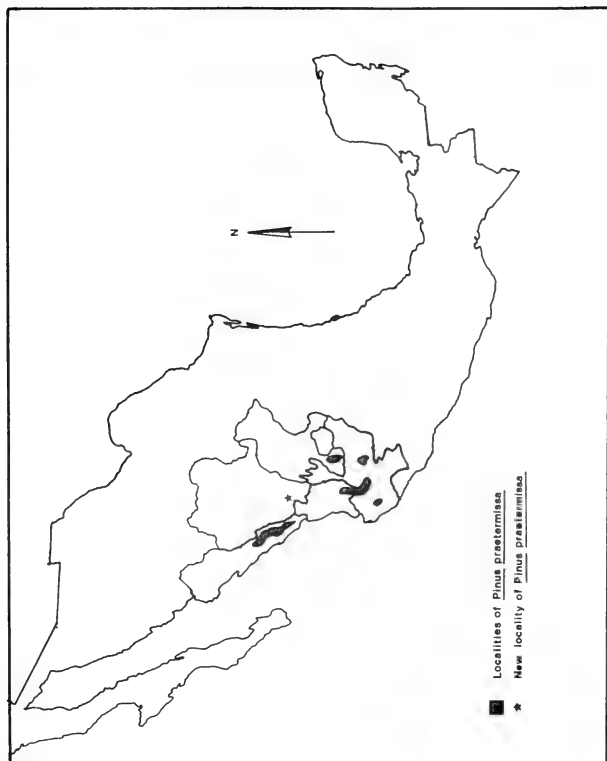 N
Localities of Pinus praetermissa
★ New locality of Pinus praetermissa